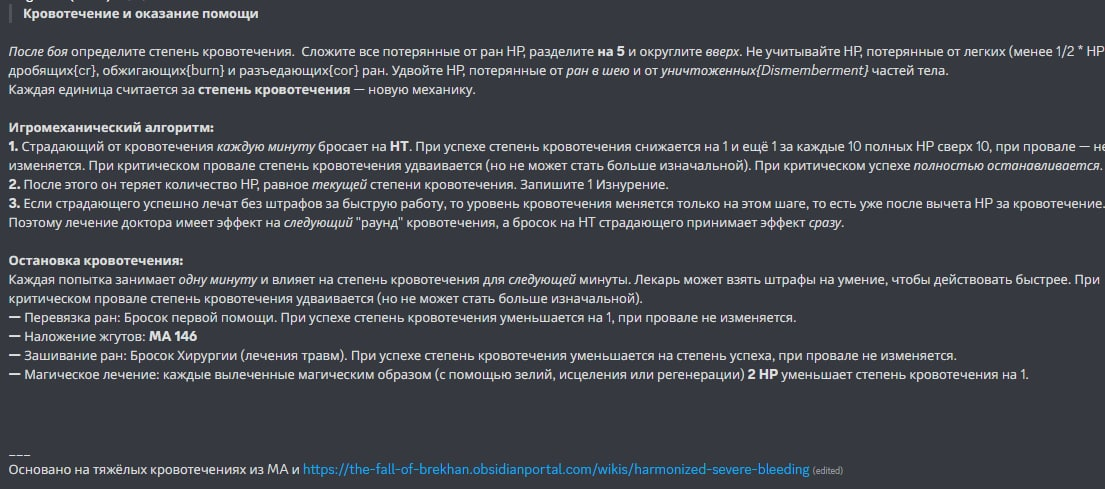 Кровотечение и оказание помощи
После боя определите степень кровотечения. Сложите все потерянные от ран HP, разделите на 5 и округлите вверх. Не учитывайте HP, потерянные от легких (менее 1/2 * HP
дробящих{cr}, обжигающих{burn} и разъедающих{cor} ран. Удвойте HP, потерянные от ран в шею и от уничтоженных{Dismemberment} частей тела.
Каждая единица считается за степень кровотечения — новую механику.
Игромеханический алгоритм:
1. Страдающий от кровотечения каждую минуту бросает на HT. При успехе степень кровотечения снижается на 1 и ещё 1 за каждые 10 полных HP сверх 10, при провале — не
изменяется. При критическом провале степень кровотечения удваивается (но не может стать больше изначальной). При критическом успехе полностью останавливается.
2. После этого он теряет количество HP, равное текущей степени кровотечения. Запишите 1 Изнурение.
3. Если страдающего успешно лечат без штрафов за быструю работу, то уровень кровотечения меняется только на этом шаге, то есть уже после вычета HP за кровотечение.
Поэтому лечение доктора имеет эффект на следующий "раунд" кровотечения, а бросок на HT страдающего принимает эффект сразу.
Остановка кровотечения:
Каждая попытка занимает одну минуту и влияет на степень кровотечения для следующей минуты. Лекарь может взять штрафы на умение, чтобы действовать быстрее. При
критическом провале степень кровотечения удваивается (но не может стать больше изначальной).
— Перевязка ран: Бросок первой помощи. При успехе степень кровотечения уменьшается на 1, при провале не изменяется.
— Наложение жгутов: MA 146
— Зашивание ран: Бросок Хирургии (лечения травм). При успехе степень кровотечения уменьшается на степень успеха, при провале не изменяется.
— Магическое лечение: каждые вылеченные магическим образом (с помощью зелий, исцеления или регенерации) 2 HP уменьшает степень кровотечения на 1.
___
Основано на тяжёлых кровотечениях из MA и https://the-fall-of-brekhan.obsidianportal.com/wikis/harmonized-severe-bleeding (edited)